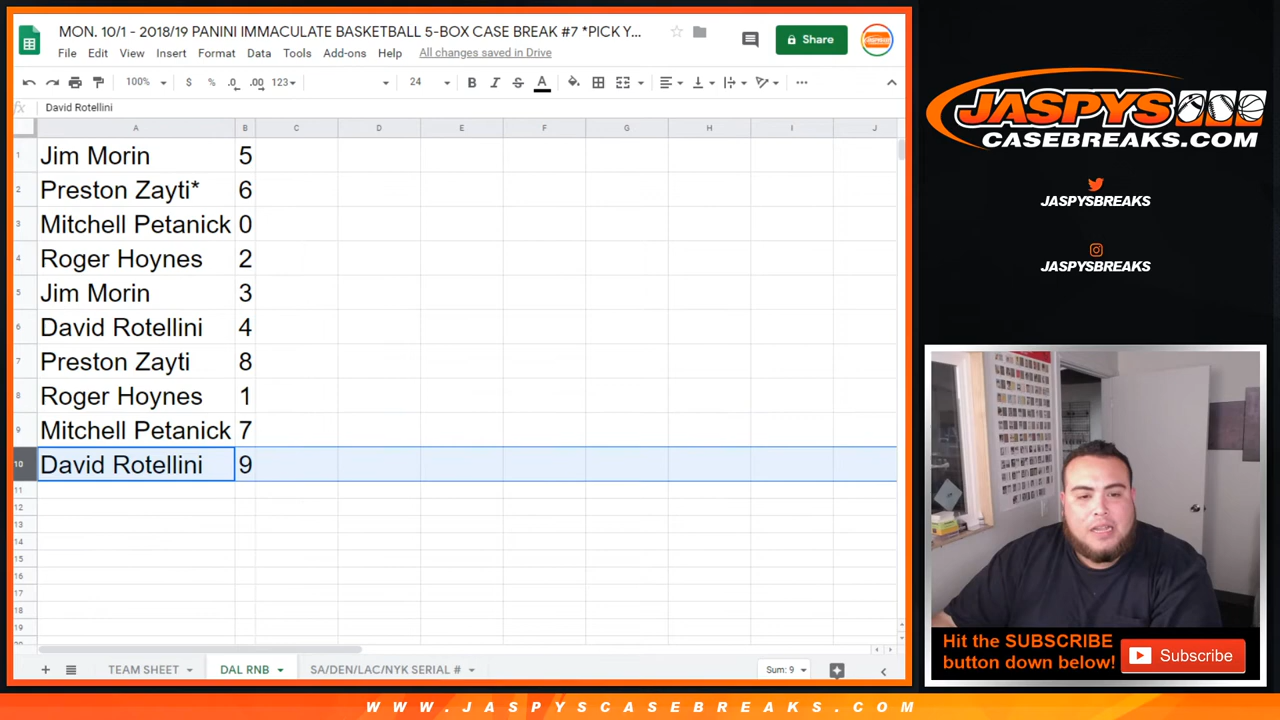 MON. 10/1 - 2018/19 PANINI IMMACULATE BASKETBALL 5-BOX CASE BREAK #7 *PICK Y...
Share
File Edit View Insert Format Data Tools Add-ons Help All changes saved in Drive
100% $ % .0 .00 123 24 B I S A
fx David Rotellini
A B C D E F G H I J
1 Jim Morin 5
2 Preston Zayti* 6
3 Mitchell Petanick 0
4 Roger Hoynes 2
5 Jim Morin 3
6 David Rotellini 4
7 Preston Zayti 8
8 Roger Hoynes 1
9 Mitchell Petanick 7
10 David Rotellini 9
11
12
13
14
15
16
17
18
19
TEAM SHEET DAL RNB SA/DEN/LAC/NYK SERIAL # Sum: 9
JASPYS
CASEBREAKS.COM
JASPYSBREAKS
JASPYSBREAKS
Hit the SUBSCRIBE
button down below!
Subscribe
WWW.JASPYSCASEBREAKS.COM